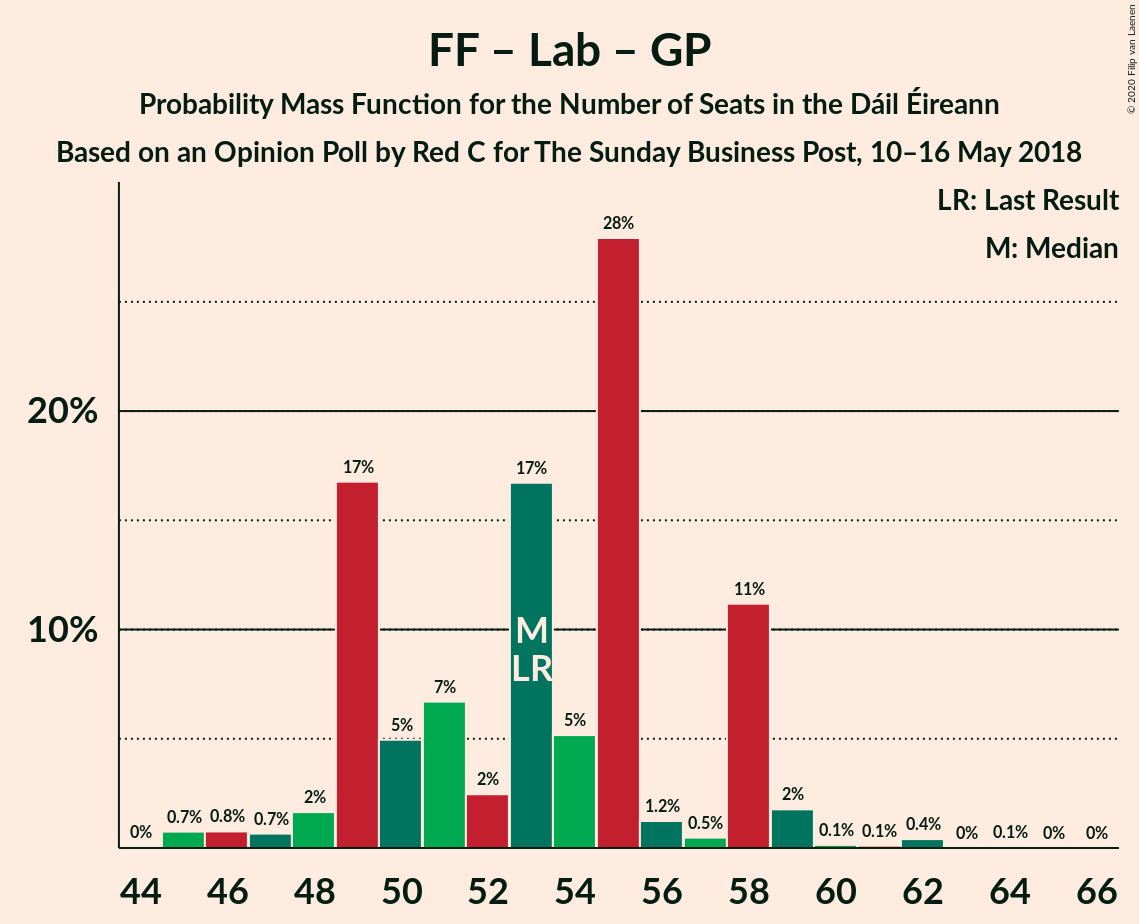 FF – Lab – GP
Probability Mass Function for the Number of Seats in the Dáil Éireann
Based on an Opinion Poll by Red C for The Sunday Business Post, 10–16 May 2018
© 2020 Filip van Laenen
LR: Last Result
M: Median
20%
10%
0%
0.7%
0.8%
0.7%
2%
17%
5%
7%
2%
17%
5%
28%
1.2%
0.5%
11%
2%
0.1%
0.1%
0.4%
0%
0.1%
0%
0%
M
LR
44 46 48 50 52 54 56 58 60 62 64 66